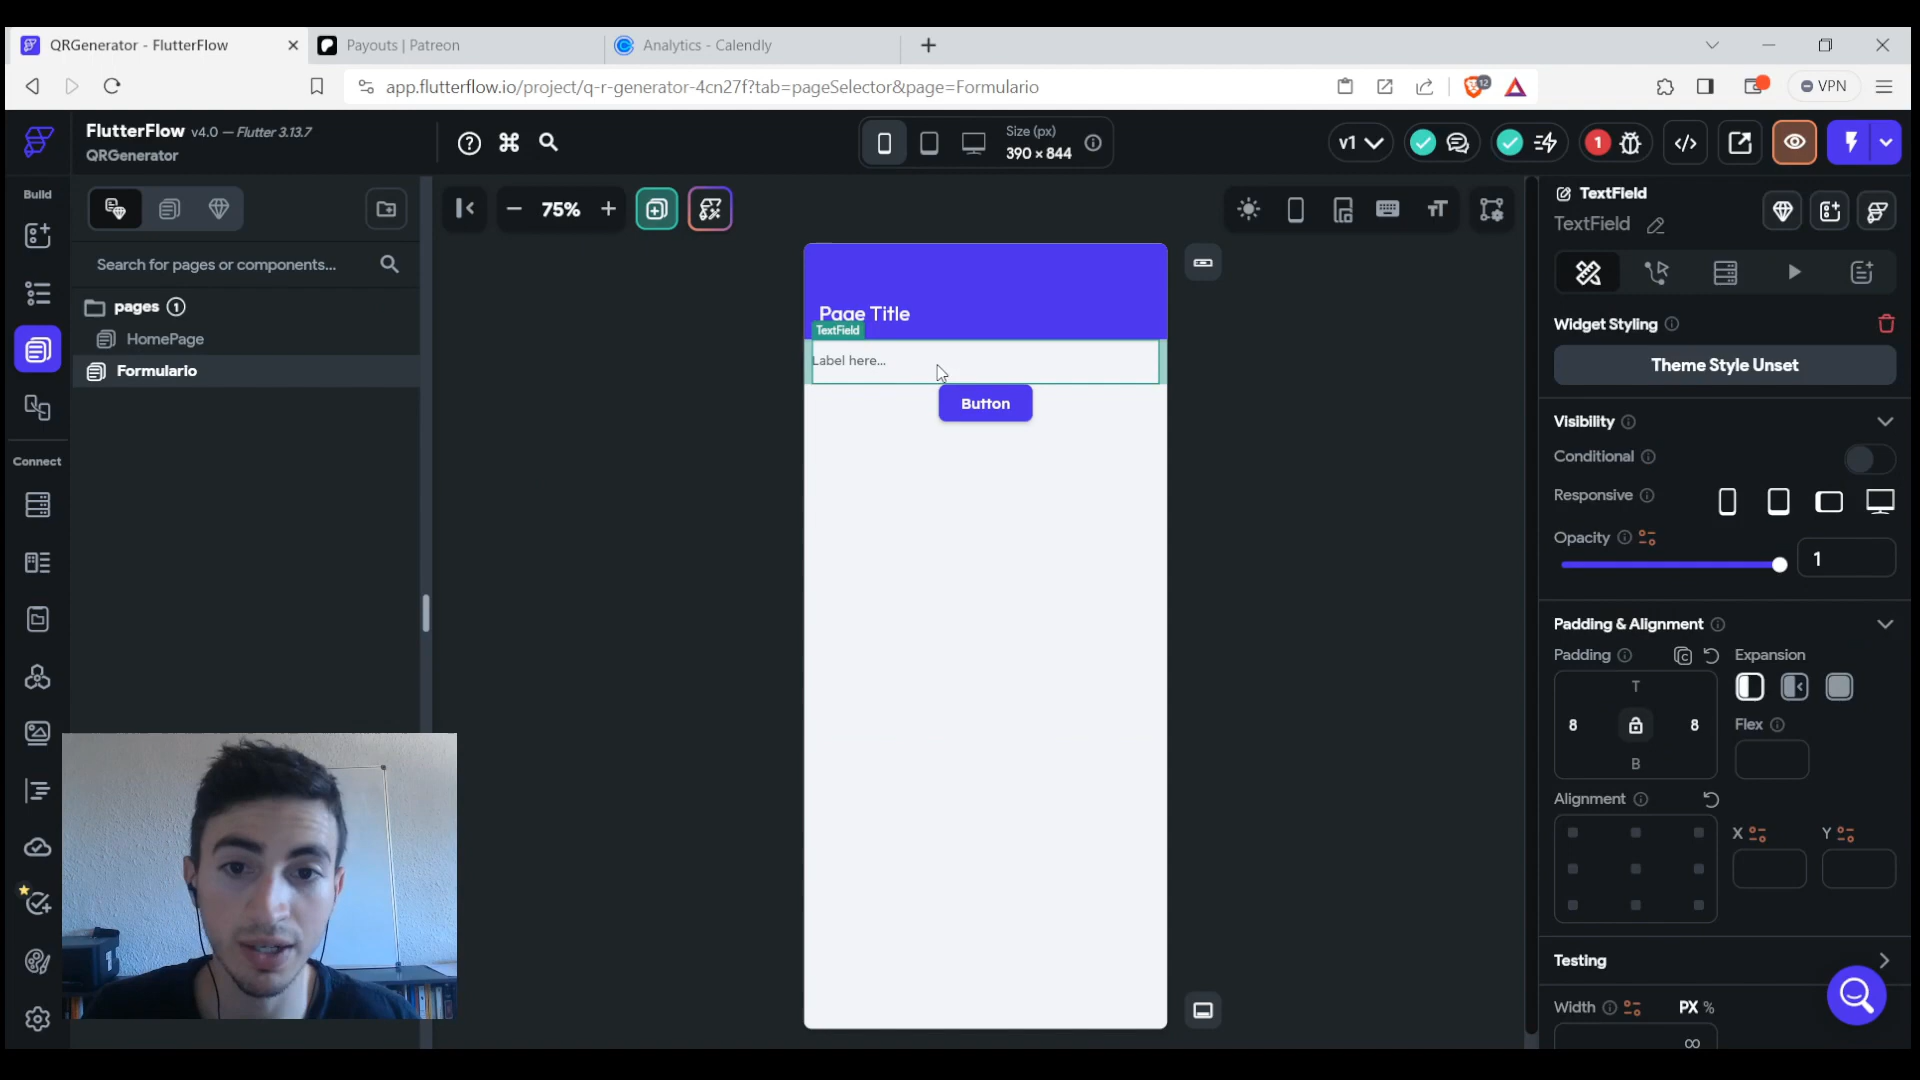 QRGenerator - FlutterFlow
Payouts | Patreon
Analytics - Calendly
app.flutterflow.io/project/q-r-generator-4cn27f?tab=pageSelector&page=Formulario
12
VPN
FlutterFlow v4.0 — Flutter 3.13.7
QRGenerator
Size (px)
390 × 844
v1
1
Build
75%
TextField
TextField
Search for pages or components...
pages 1
HomePage
Formulario
Connect
Page Title
TextField
Label here...
Button
Widget Styling
Theme Style Unset
Visibility
Conditional
Responsive
Opacity
1
Padding & Alignment
Padding
Expansion
T
8
8
B
Flex
Alignment
X
Y
Testing
Width
PX %
∞